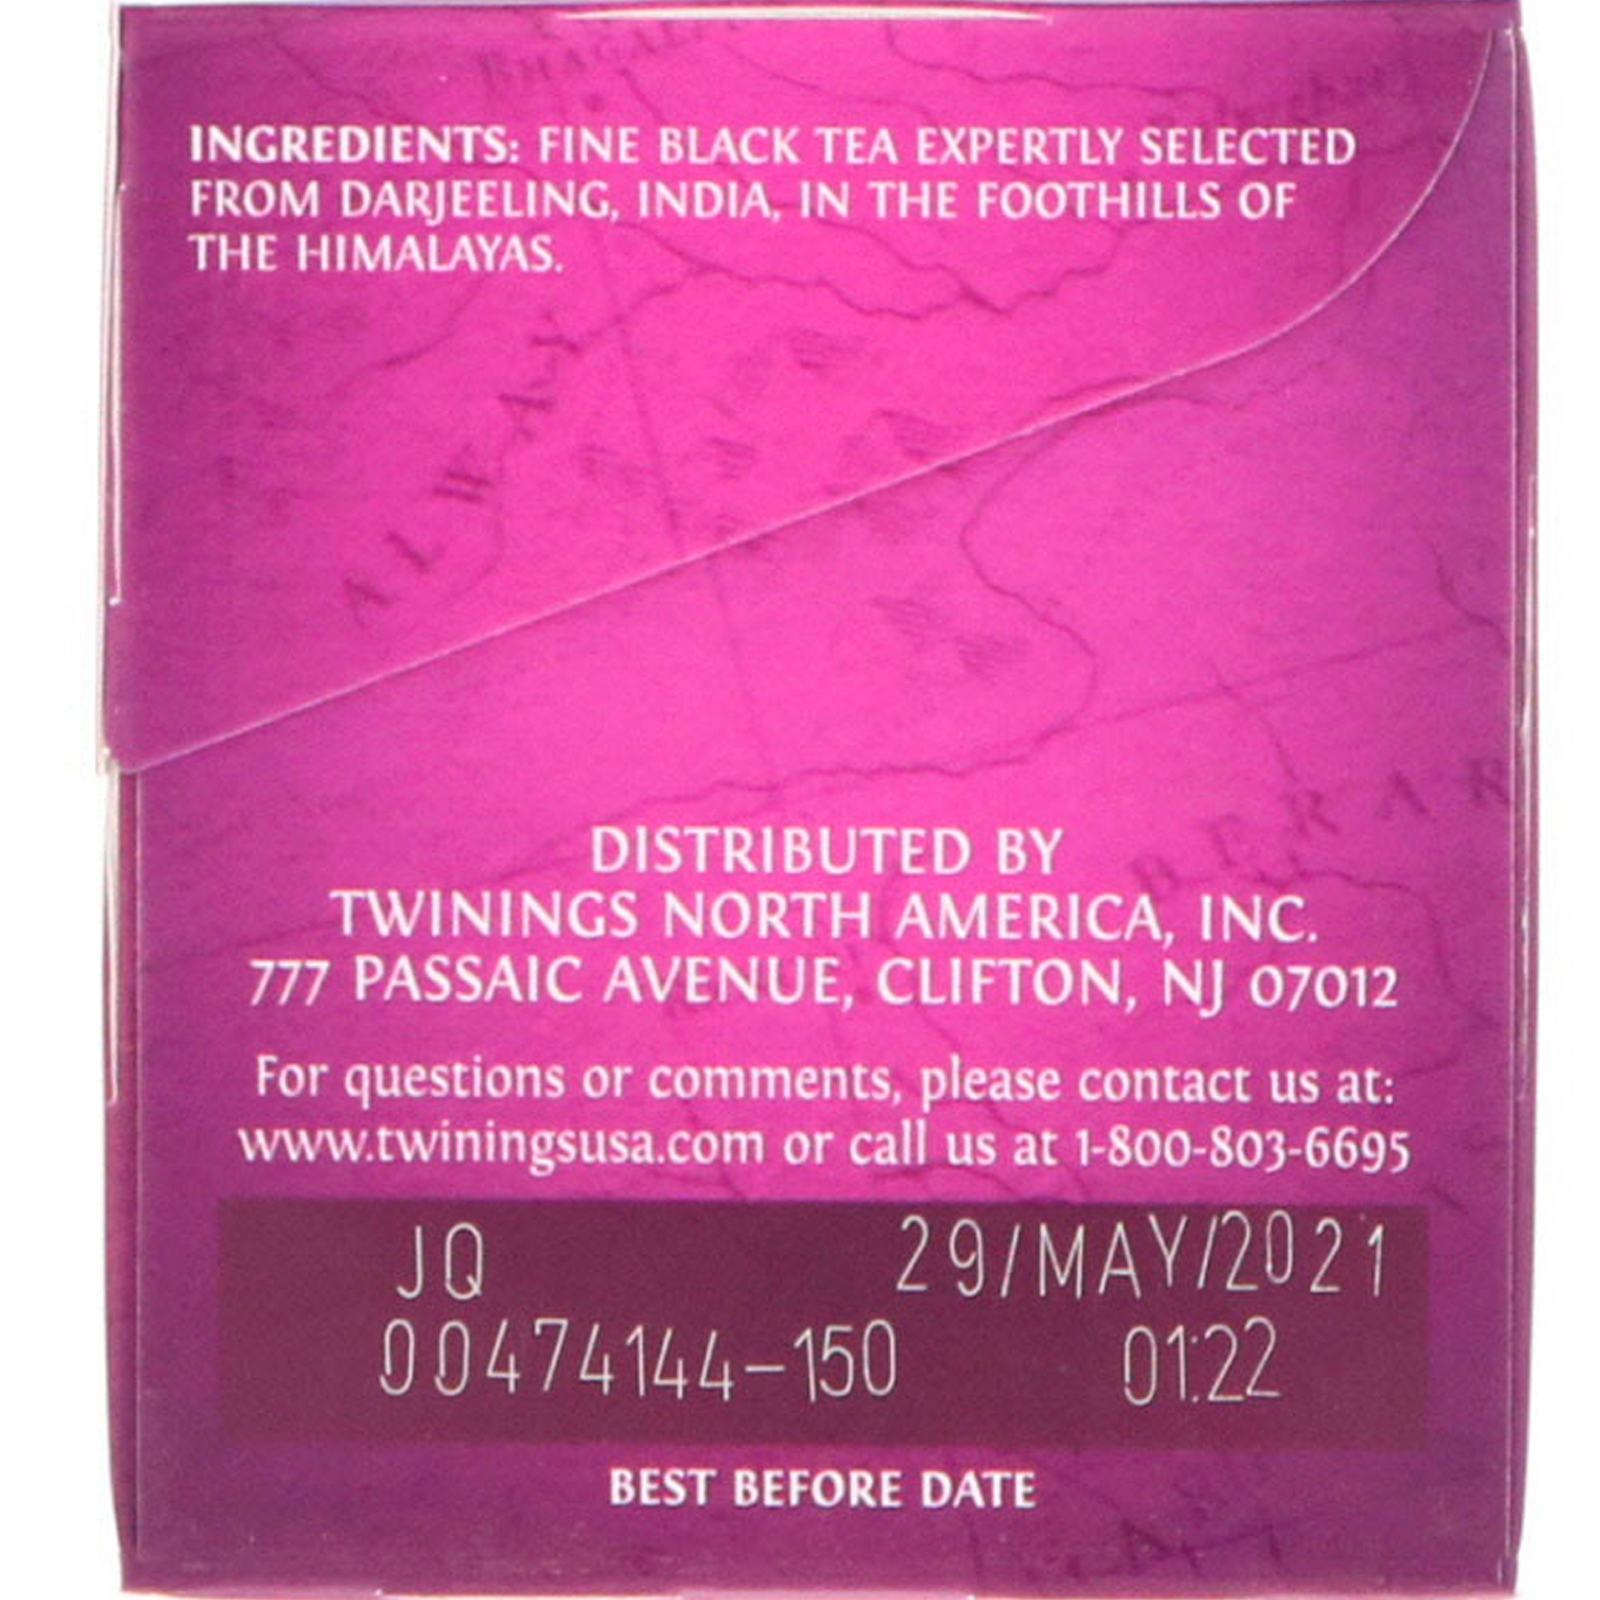 BHAGALP
INGREDIENTS: FINE BLACK TEA EXPERTLY SELECTED
FROM DARJEELING, INDIA, IN THE FOOTHILLS OF
THE HIMALAYAS.
ALWAY
BERAR
DISTRIBUTED BY
TWININGS NORTH AMERICA, INC.
777 PASSAIC AVENUE, CLIFTON, NJ 07012
For questions or comments, please contact us at:
www.twiningsusa.com or call us at 1-800-803-6695
JQ 29/MAY/2021
00474144-150 01:22
BEST BEFORE DATE